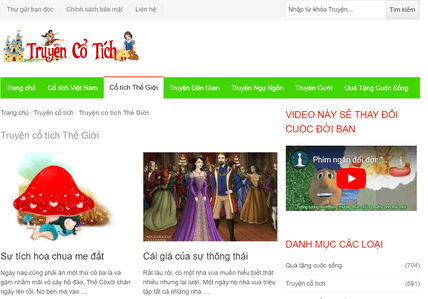 Thư gửi bạn đọc Chính sách bảo mật Liên hệ Nhập từ khóa Truyện... Tìm kiếm
Truyện Cổ Tích
Trang chủ Cổ tích Việt Nam Cổ tích Thế Giới Truyện Dân Gian Truyện Ngụ Ngôn Truyện Cười Quà Tặng Cuộc Sống
Trang chủ / Truyện cổ tích / Truyện cổ tích Thế Giới
Truyện cổ tích Thế Giới
Sự tích hoa chua me đất
Ngày nào cũng phải ăn một thứ cỏ ba lá và
gặm nhấm mãi vỏ cây hồ đào, Thỏ Côxôi chán
ngấy lên rồi. Nó bèn mò vào …
Cái giá của sự thông thái
Rất lâu rồi, có một nhà vua muốn hiểu biết thật
nhiều nhưng lại lười. Một ngày nọ nhà vua triệu
tập tất cả những nhà …
VIDEO NÀY SẼ THAY ĐỔI
CUỘC ĐỜI BẠN
Phim ngắn đổi đời:
DANH MỤC CÁC LOẠI
Quà tặng cuộc sống (704)
Truyện cổ tích (681)